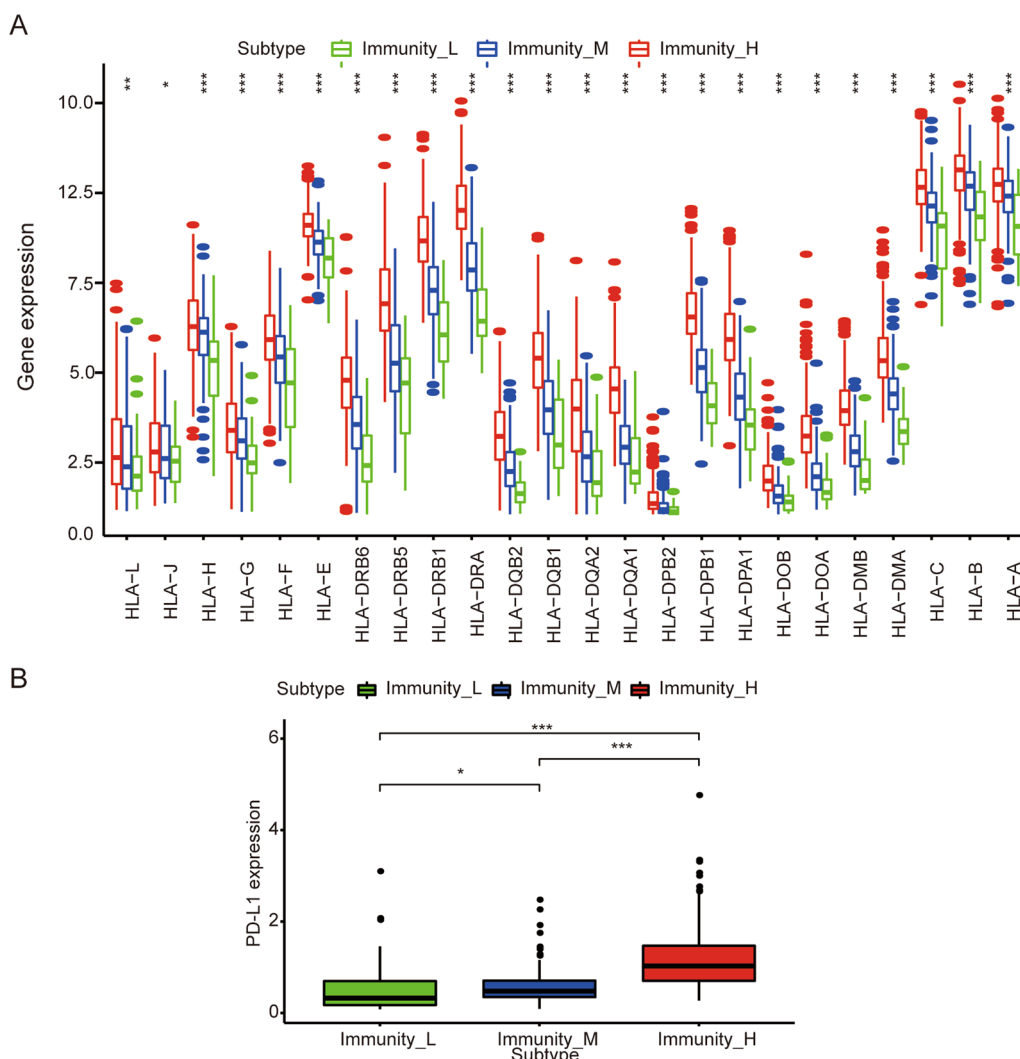 A
Subtype Immunity_L Immunity_M Immunity_H
** * *** *** *** *** *** *** *** *** *** *** *** *** *** *** *** *** *** *** *** *** *** ***
Gene expression
10.0
12.5
7.5
5.0
2.5
0.0
HLA-L HLA-J HLA-H HLA-G HLA-F HLA-E HLA-DRB6 HLA-DRB5 HLA-DRB1 HLA-DRA HLA-DQB2 HLA-DQB1 HLA-DQA2 HLA-DQA1 HLA-DPB2 HLA-DPB1 HLA-DPA1 HLA-DOB HLA-DOA HLA-DMB HLA-DMA HLA-C HLA-B HLA-A
B
Subtype Immunity_L Immunity_M Immunity_H
***
***
*
PD-L1 expression
6
4
2
0
Immunity_L Immunity_M Immunity_H
Subtype